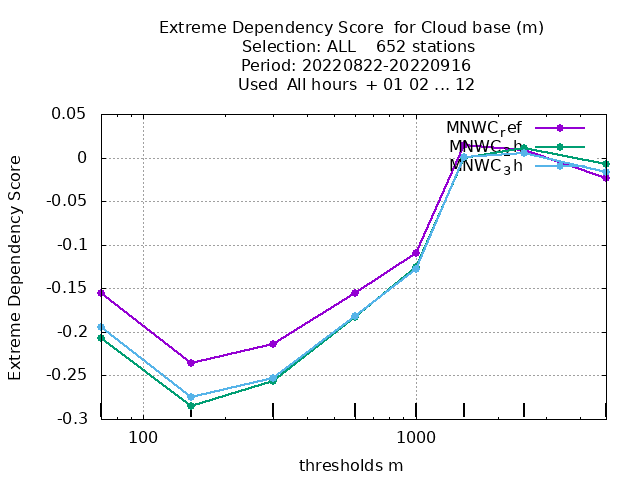 Extreme Dependency Score  for Cloud base (m)
Selection: ALL    652 stations
Period: 20220822-20220916
Used  All hours  + 01 02 ... 12
0.05
0
-0.05
-0.1
-0.15
-0.2
-0.25
-0.3
Extreme Dependency Score
MNWC_ref
MNWC_h
MNWC_3h
100
1000
thresholds m